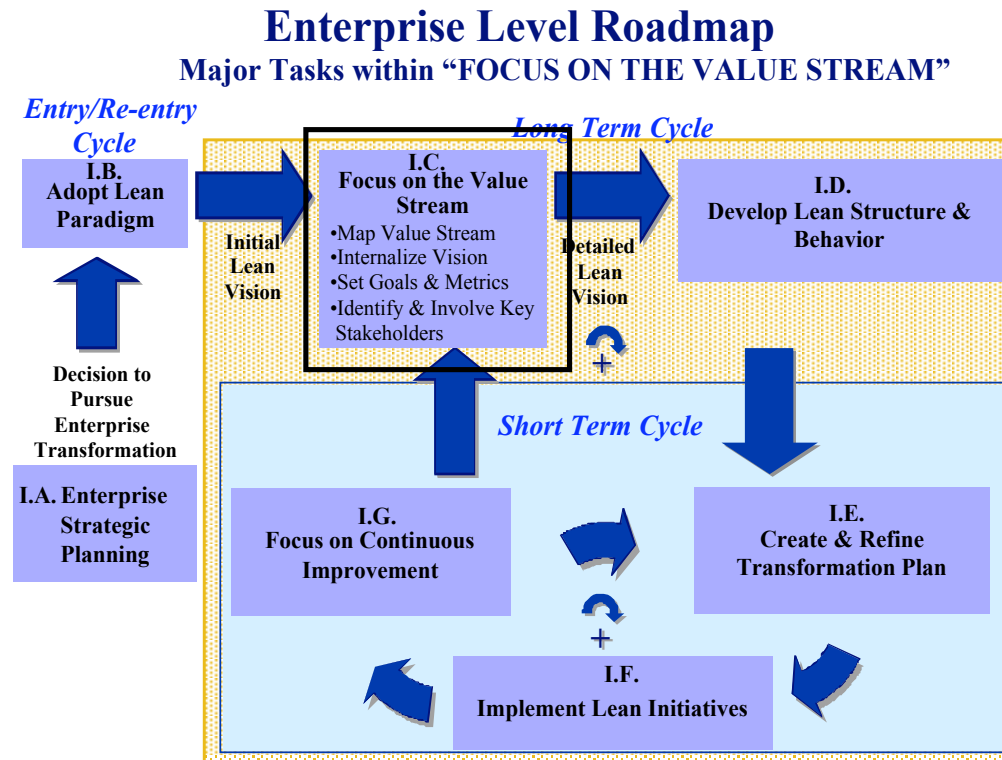 Enterprise Level Roadmap
Major Tasks within “FOCUS ON THE VALUE STREAM”
Entry/Re-entry
Cycle
Long Term Cycle
I.B.
Adopt Lean
Paradigm
Initial
Lean
Vision
I.C.
Focus on the Value
Stream
•Map Value Stream
•Internalize Vision
•Set Goals & Metrics
•Identify & Involve Key
Stakeholders
Detailed
Lean
Vision
I.D.
Develop Lean Structure &
Behavior
+
Decision to
Pursue
Enterprise
Transformation
I.A. Enterprise
Strategic
Planning
Short Term Cycle
I.G.
Focus on Continuous
Improvement
I.E.
Create & Refine
Transformation Plan
+
I.F.
Implement Lean Initiatives